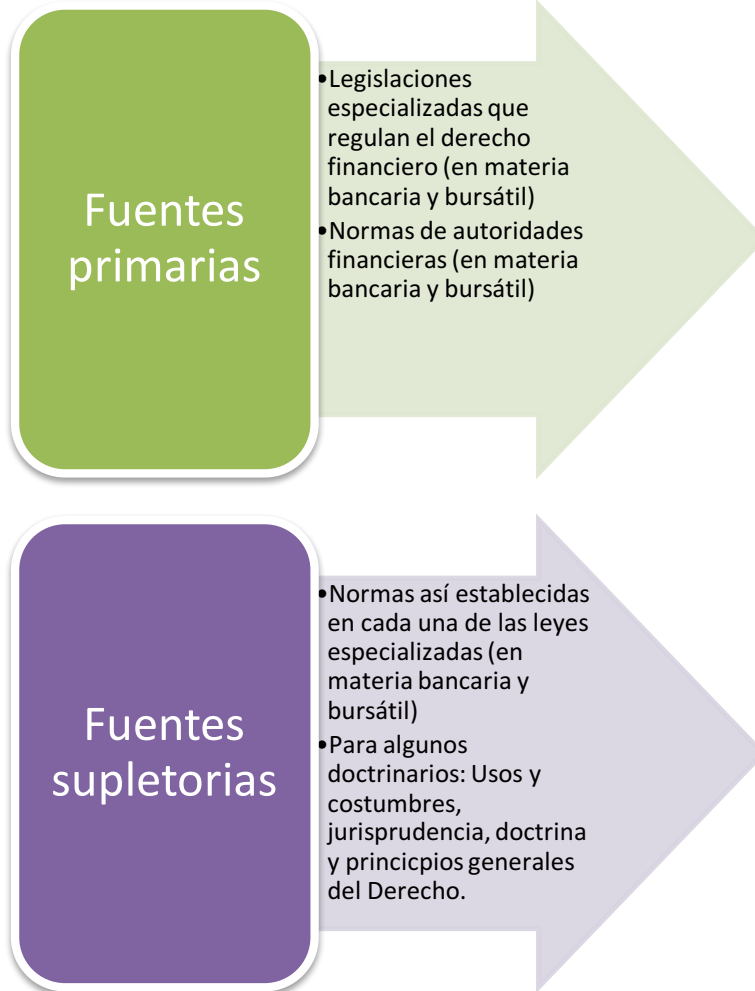 Fuentes
primarias
•Legislaciones
especializadas que
regulan el derecho
financiero (en materia
bancaria y bursátil)
•Normas de autoridades
financieras (en materia
bancaria y bursátil)
Fuentes
supletorias
•Normas así establecidas
en cada una de las leyes
especializadas (en
materia bancaria y
bursátil)
•Para algunos
doctrinarios: Usos y
costumbres,
jurisprudencia, doctrina
y princicpios generales
del Derecho.